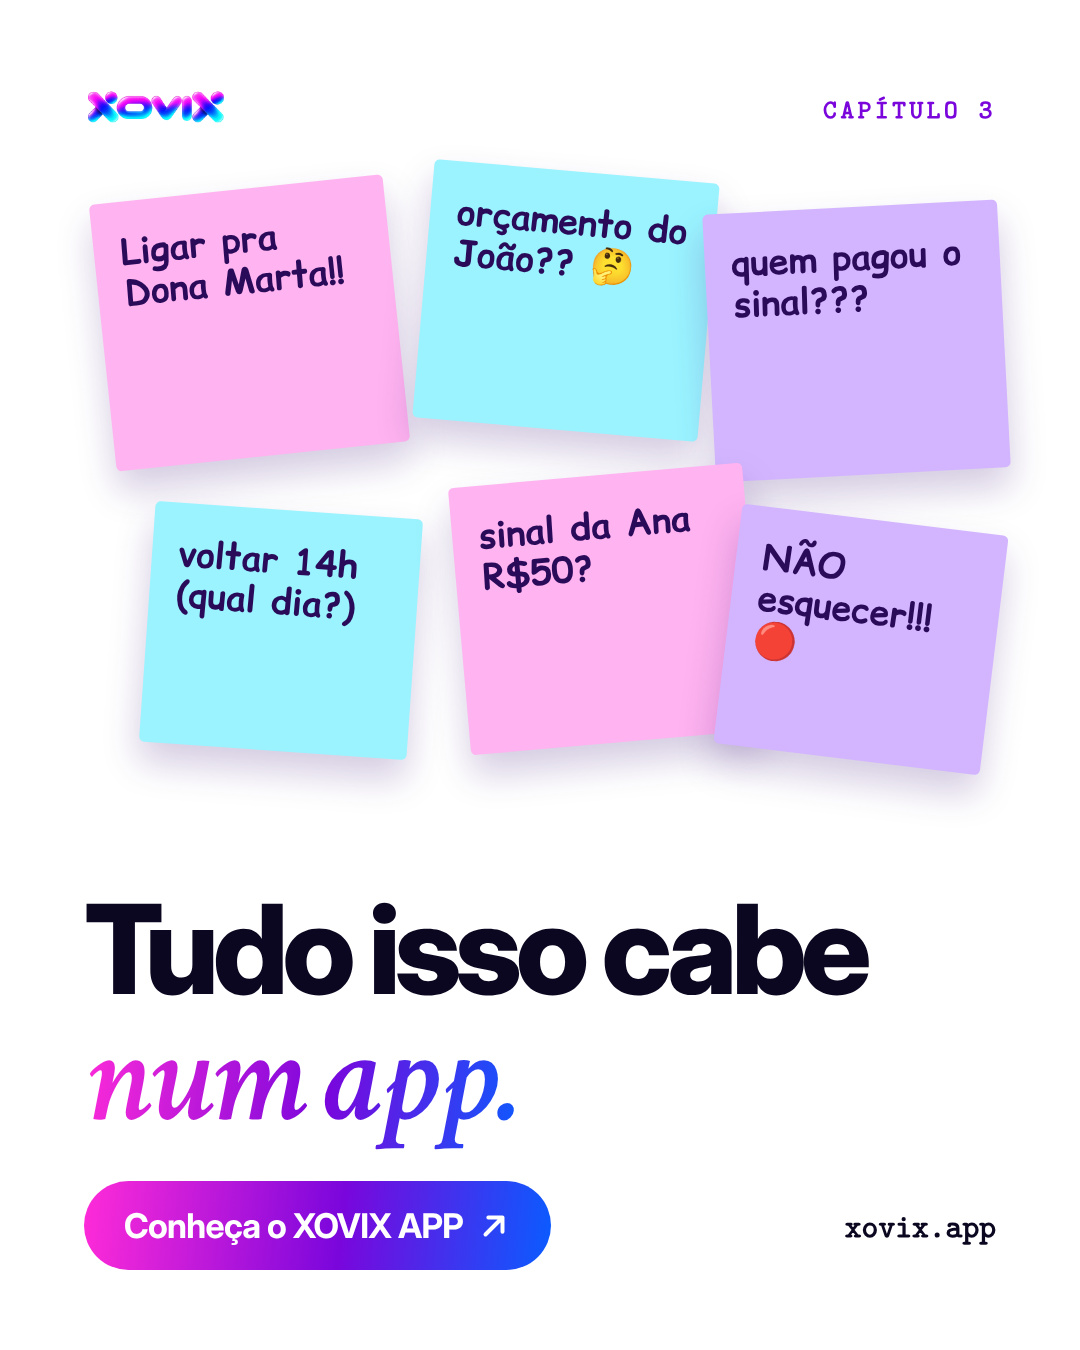 XOVIX
CAPÍTULO 3
Ligar pra
Dona Marta!!
orçamento do
João?? 🤔
quem pagou o
sinal???
voltar 14h
(qual dia?)
sinal da Ana
R$50?
NÃO
esquecer!!!
🔴
Tudo isso cabe
num app.
Conheça o XOVIX APP ↗
xovix.app